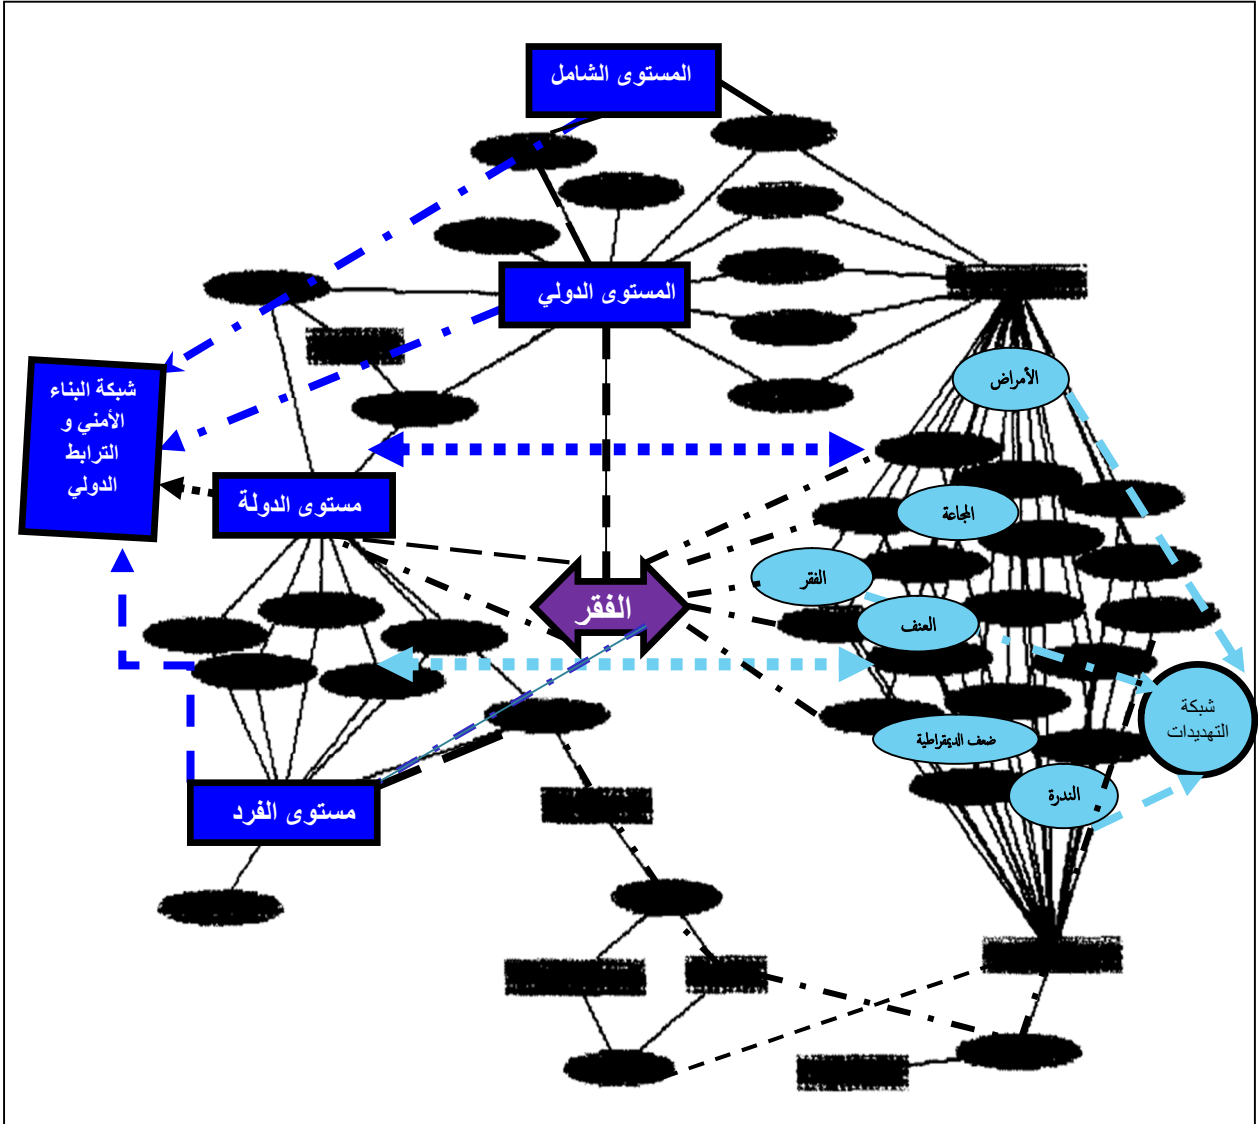 المستوى الشامل
المستوى الدولي
شبكة البناء
الأمني و
الترابط
الدولي
الأمراض
مستوى الدولة
المجاعة
الفقر
الفقر
العنف
شبكة
التهديدات
ضعف الديمقراطية
الندرة
مستوى الفرد